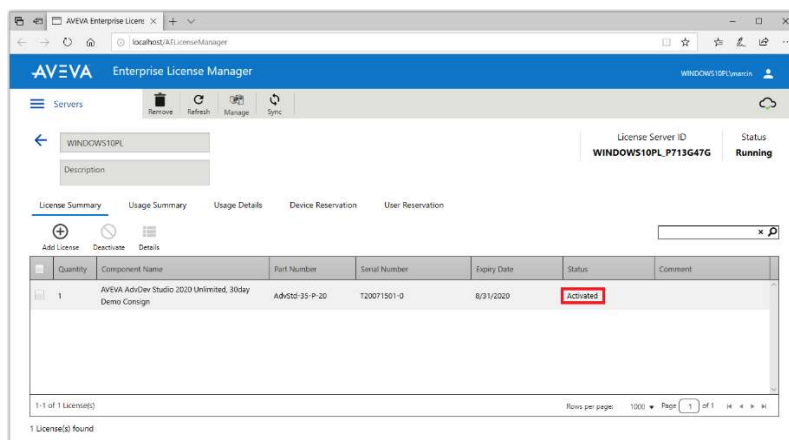 AVEVA Enterprise Licens
localhost/AELicenseManager
AVEVA Enterprise License Manager
WINDOWS10PL\marcin
Servers
Remove Refresh Manage Sync
WINDOWS10PL
Description
License Server ID
WINDOWS10PL_P713G47G
Status
Running
License Summary Usage Summary Usage Details Device Reservation User Reservation
Add License Deactivate Details
Quantity Component Name Part Number Serial Number Expiry Date Status Comment
1 AVEVA AdvDev Studio 2020 Unlimited, 30day
Demo Consign
AdvStd-35-P-20 T20071501-0 8/31/2020 Activated
1-1 of 1 License(s)
Rows per page: 1000 Page 1 of 1
1 License(s) found